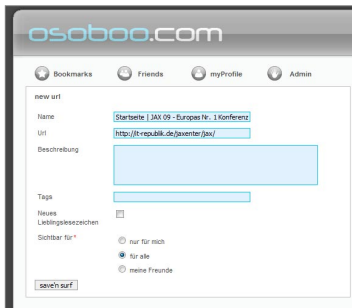 osoboo.com
Bookmarks Friends myProfile Admin
new url
Name Startseite | JAX 09 - Europas Nr. 1 Konferenz
Url http://it-republik.de/jaxenter/jax/
Beschreibung
Tags
Neues
Lieblingslesezeichen
Sichtbar für* nur für mich
für alle
meine Freunde
save'n surf